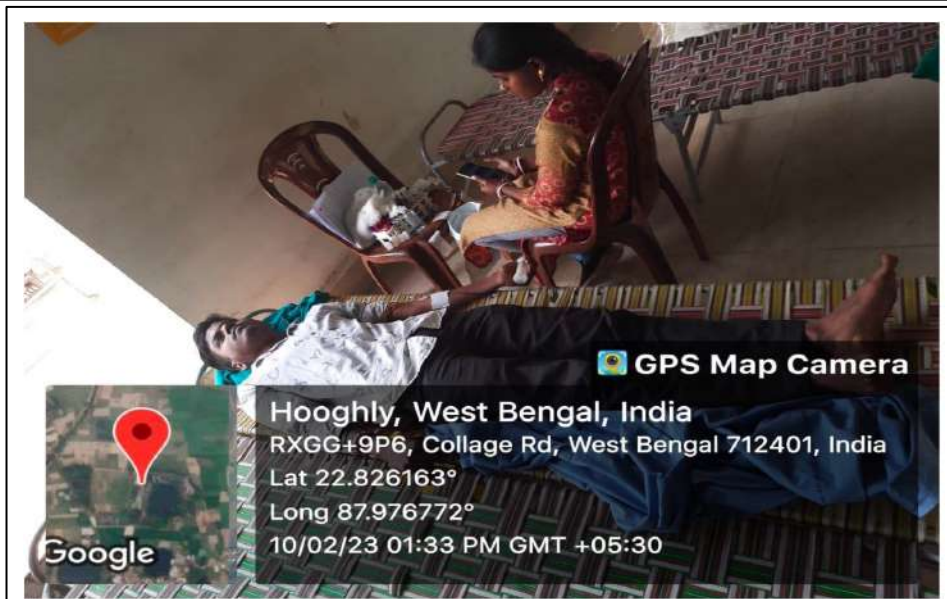 GPS Map Camera
Hooghly, West Bengal, India
RXGG+9P6, Collage Rd, West Bengal 712401, India
Lat 22.826163°
Long 87.976772°
10/02/23 01:33 PM GMT +05:30
Google